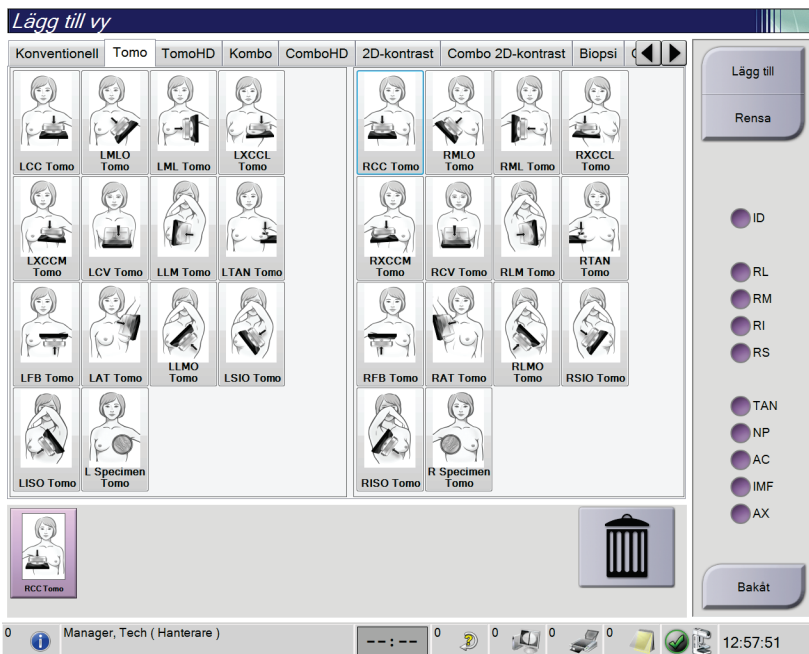 Lägg till vy
Konventionell Tomo TomoHD Kombo ComboHD 2D-kontrast Combo 2D-kontrast Biopsi
Lägg till
Rensa
LCC Tomo
LMLO
Tomo
LML Tomo
LXCCL
Tomo
RCC Tomo
RMLO
Tomo
RML Tomo
RXCCL
Tomo
LXCCM
Tomo
LCV Tomo
LLM Tomo
LTAN Tomo
RXCCM
Tomo
RCV Tomo
RLM Tomo
RTAN
Tomo
LFB Tomo
LAT Tomo
LLMO
Tomo
LSIO Tomo
RFB Tomo
RAT Tomo
RLMO
Tomo
RSIO Tomo
LISO Tomo
L Specimen
Tomo
RISO Tomo
R Specimen
Tomo
ID
RL
RM
RI
RS
TAN
NP
AC
IMF
AX
RCC Tomo
Bakåt
0 Manager, Tech ( Hanterare ) --:-- 0 0 0 0 12:57:51